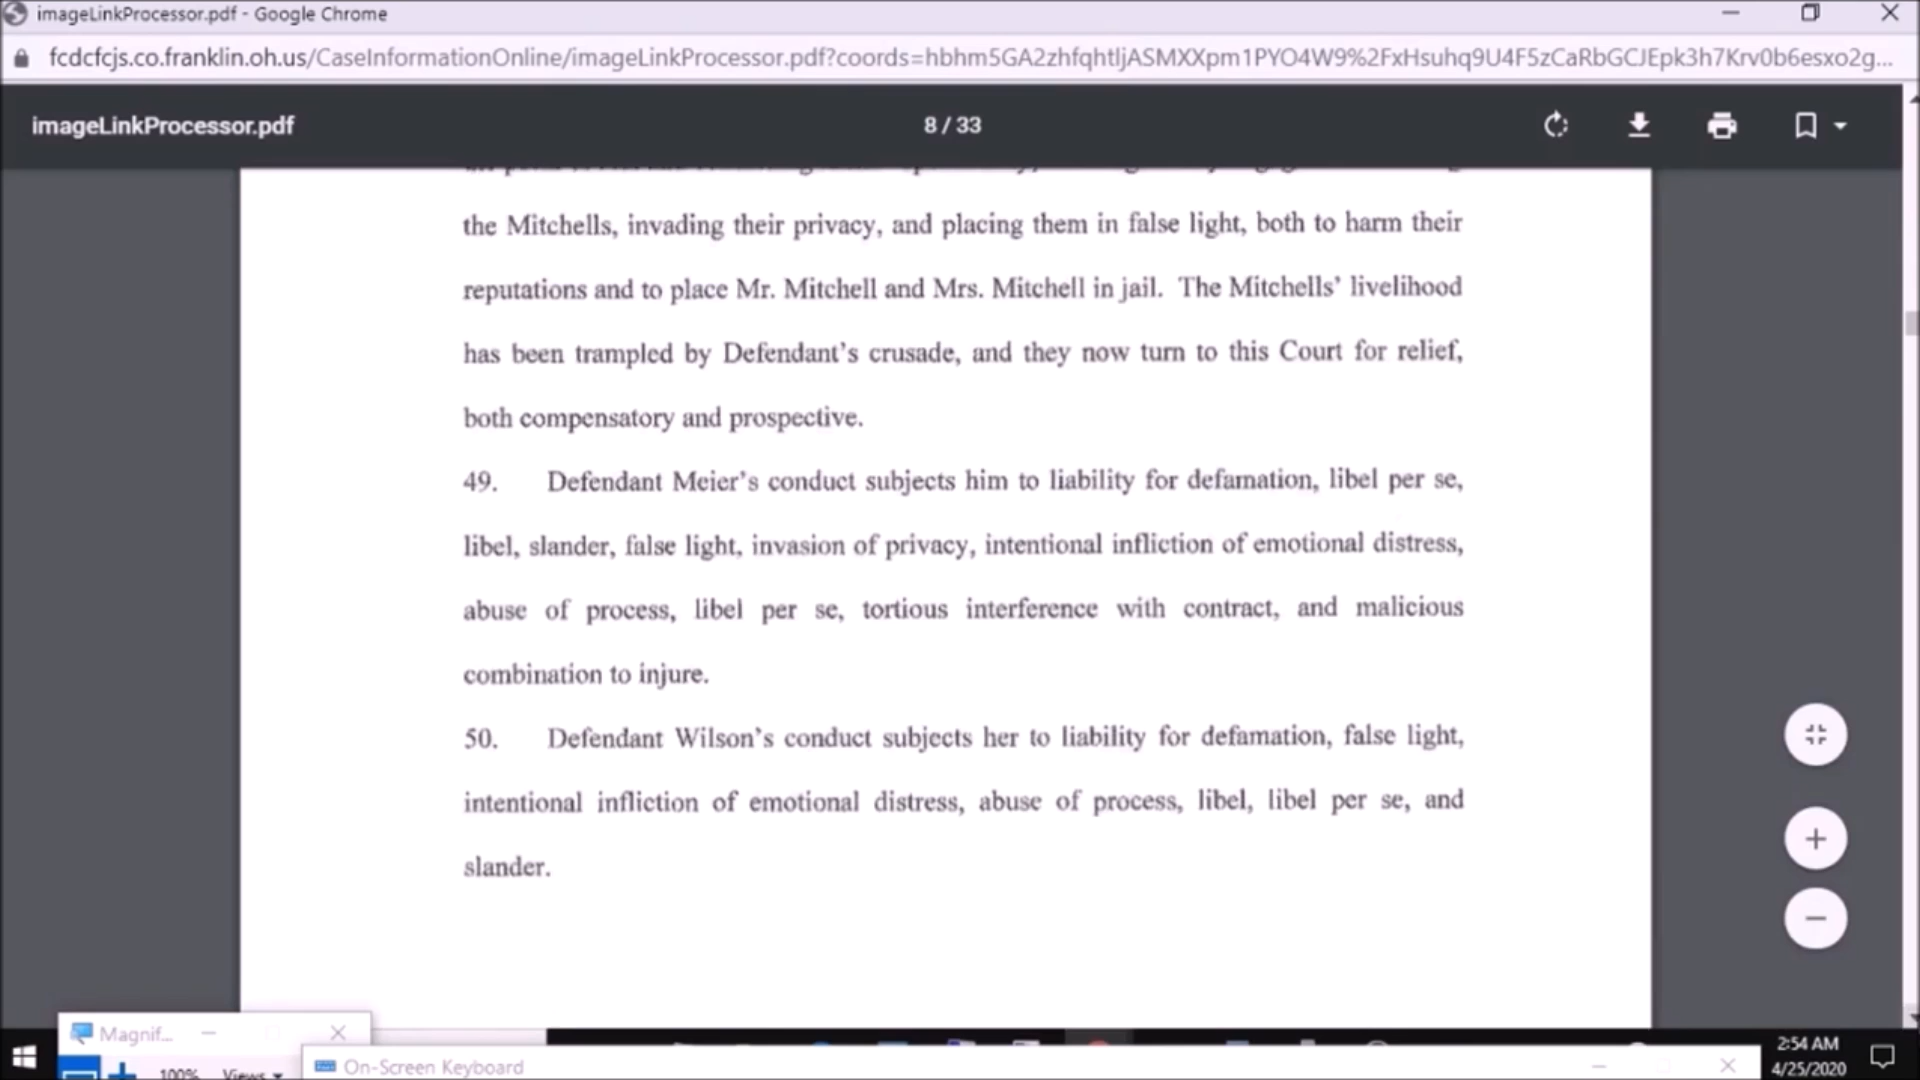 imageLinkProcessor.pdf - Google Chrome
fcdcfcjs.co.franklin.oh.us/CaseInformationOnline/imageLinkProcessor.pdf?coords=hbhm5GA2zhfqhtljASMXXpm1PYO4W9%2FxHsuhq9U4F5zCaRbGCJEpk3h7Krv0b6esxo2g...
imageLinkProcessor.pdf 8 / 33
the Mitchells, invading their privacy, and placing them in false light, both to harm their
reputations and to place Mr. Mitchell and Mrs. Mitchell in jail. The Mitchells' livelihood
has been trampled by Defendant's crusade, and they now turn to this Court for relief,
both compensatory and prospective.
49. Defendant Meier's conduct subjects him to liability for defamation, libel per se,
libel, slander, false light, invasion of privacy, intentional infliction of emotional distress,
abuse of process, libel per se, tortious interference with contract, and malicious
combination to injure.
50. Defendant Wilson's conduct subjects her to liability for defamation, false light,
intentional infliction of emotional distress, abuse of process, libel, libel per se, and
slander.
Magnif...
100% Views
On-Screen Keyboard
2:54 AM
4/25/2020